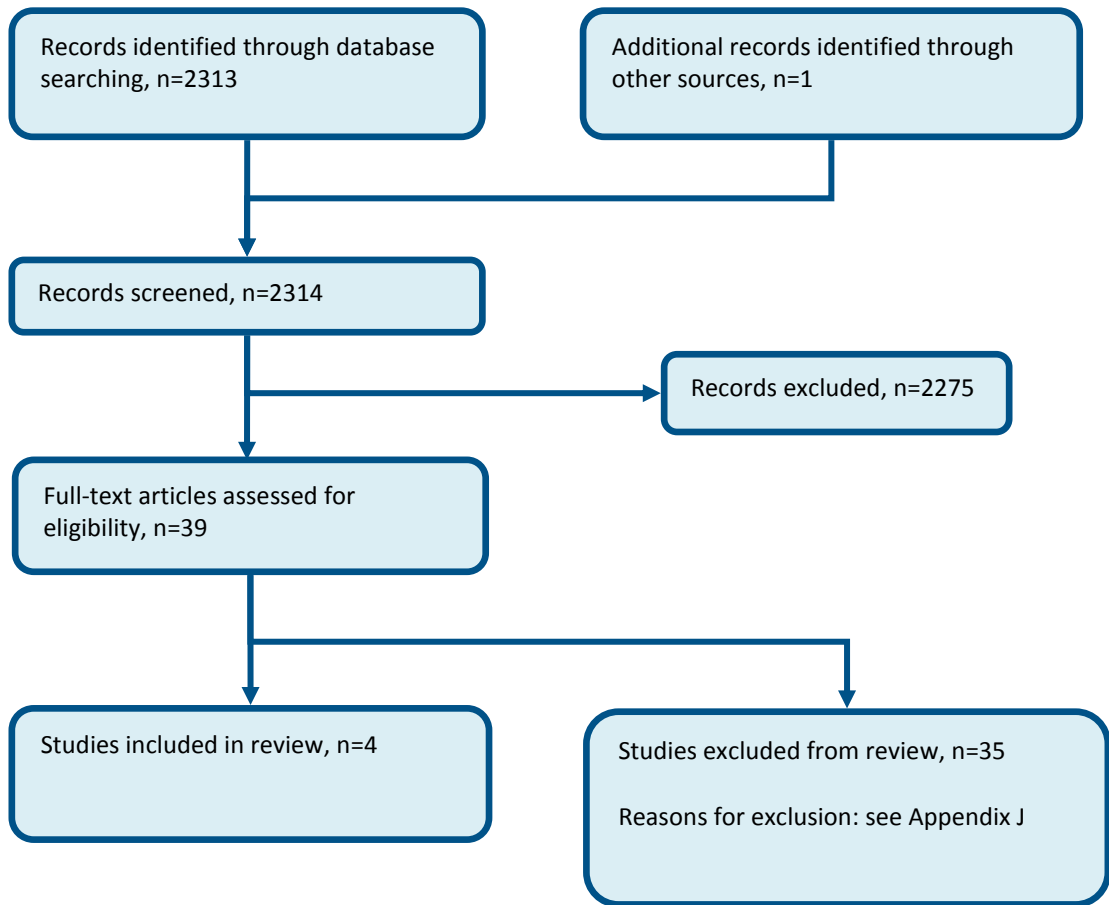 Records identified through database
searching, n=2313
Additional records identified through
other sources, n=1
Records screened, n=2314
Records excluded, n=2275
Full-text articles assessed for
eligibility, n=39
Studies included in review, n=4
Studies excluded from review, n=35
Reasons for exclusion: see Appendix J